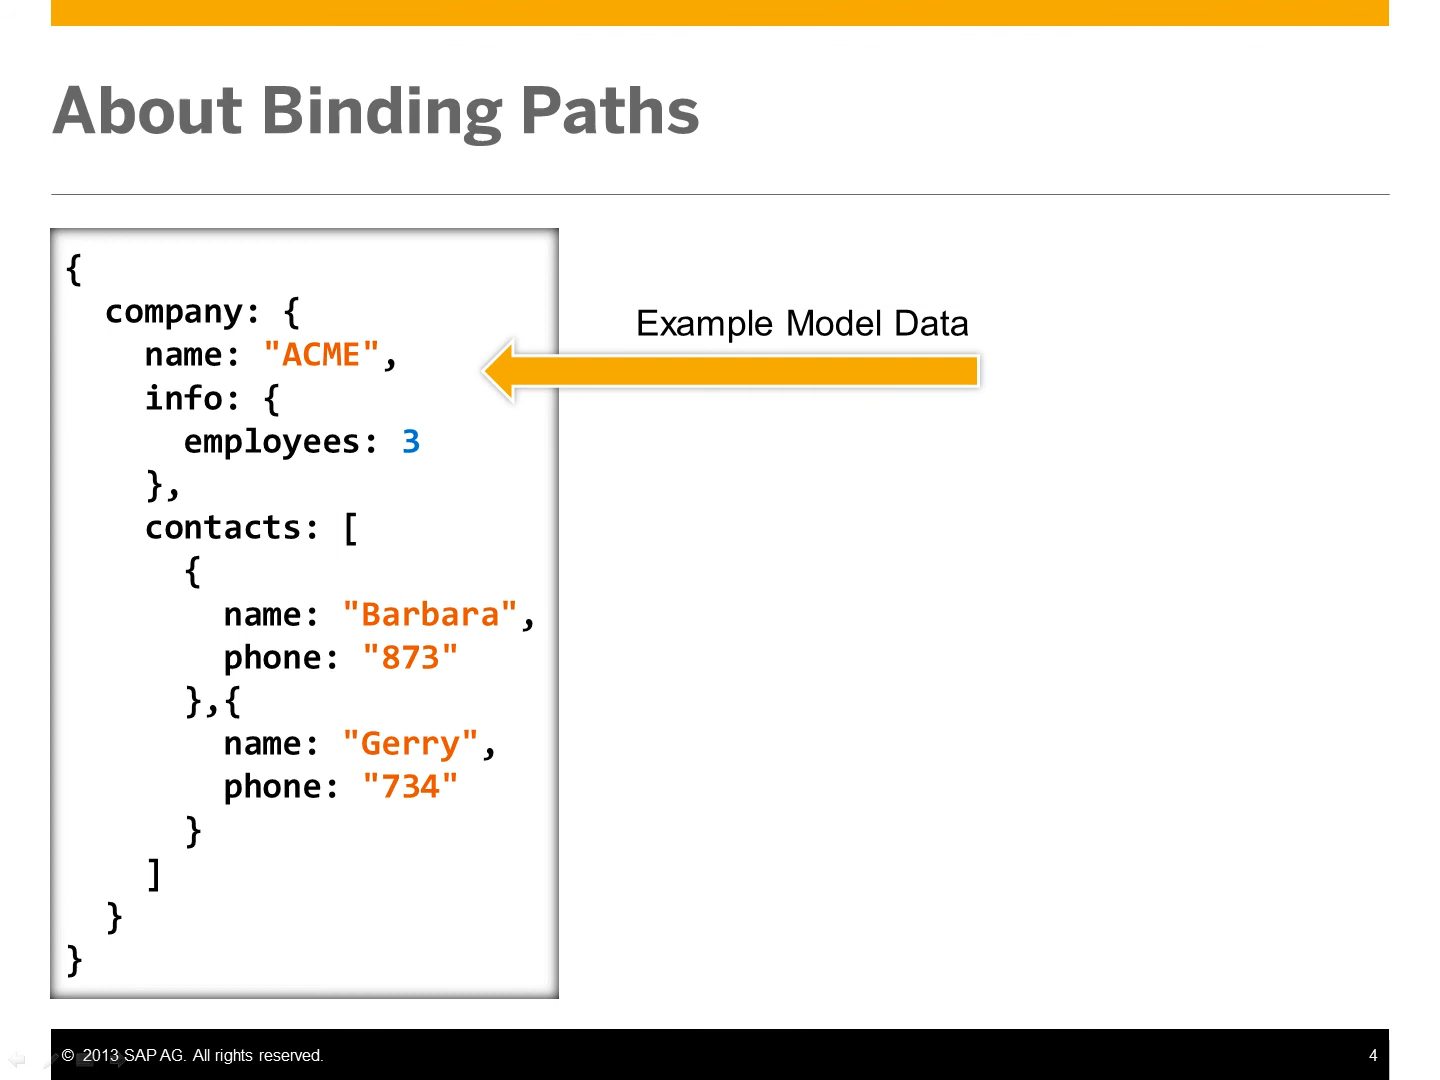 About Binding Paths
{
company: {
name: "ACME",
info: {
employees: 3
},
contacts: [
{
name: "Barbara",
phone: "873"
},{
name: "Gerry",
phone: "734"
}
]
}
}
Example Model Data
© 2013 SAP AG. All rights reserved.
4